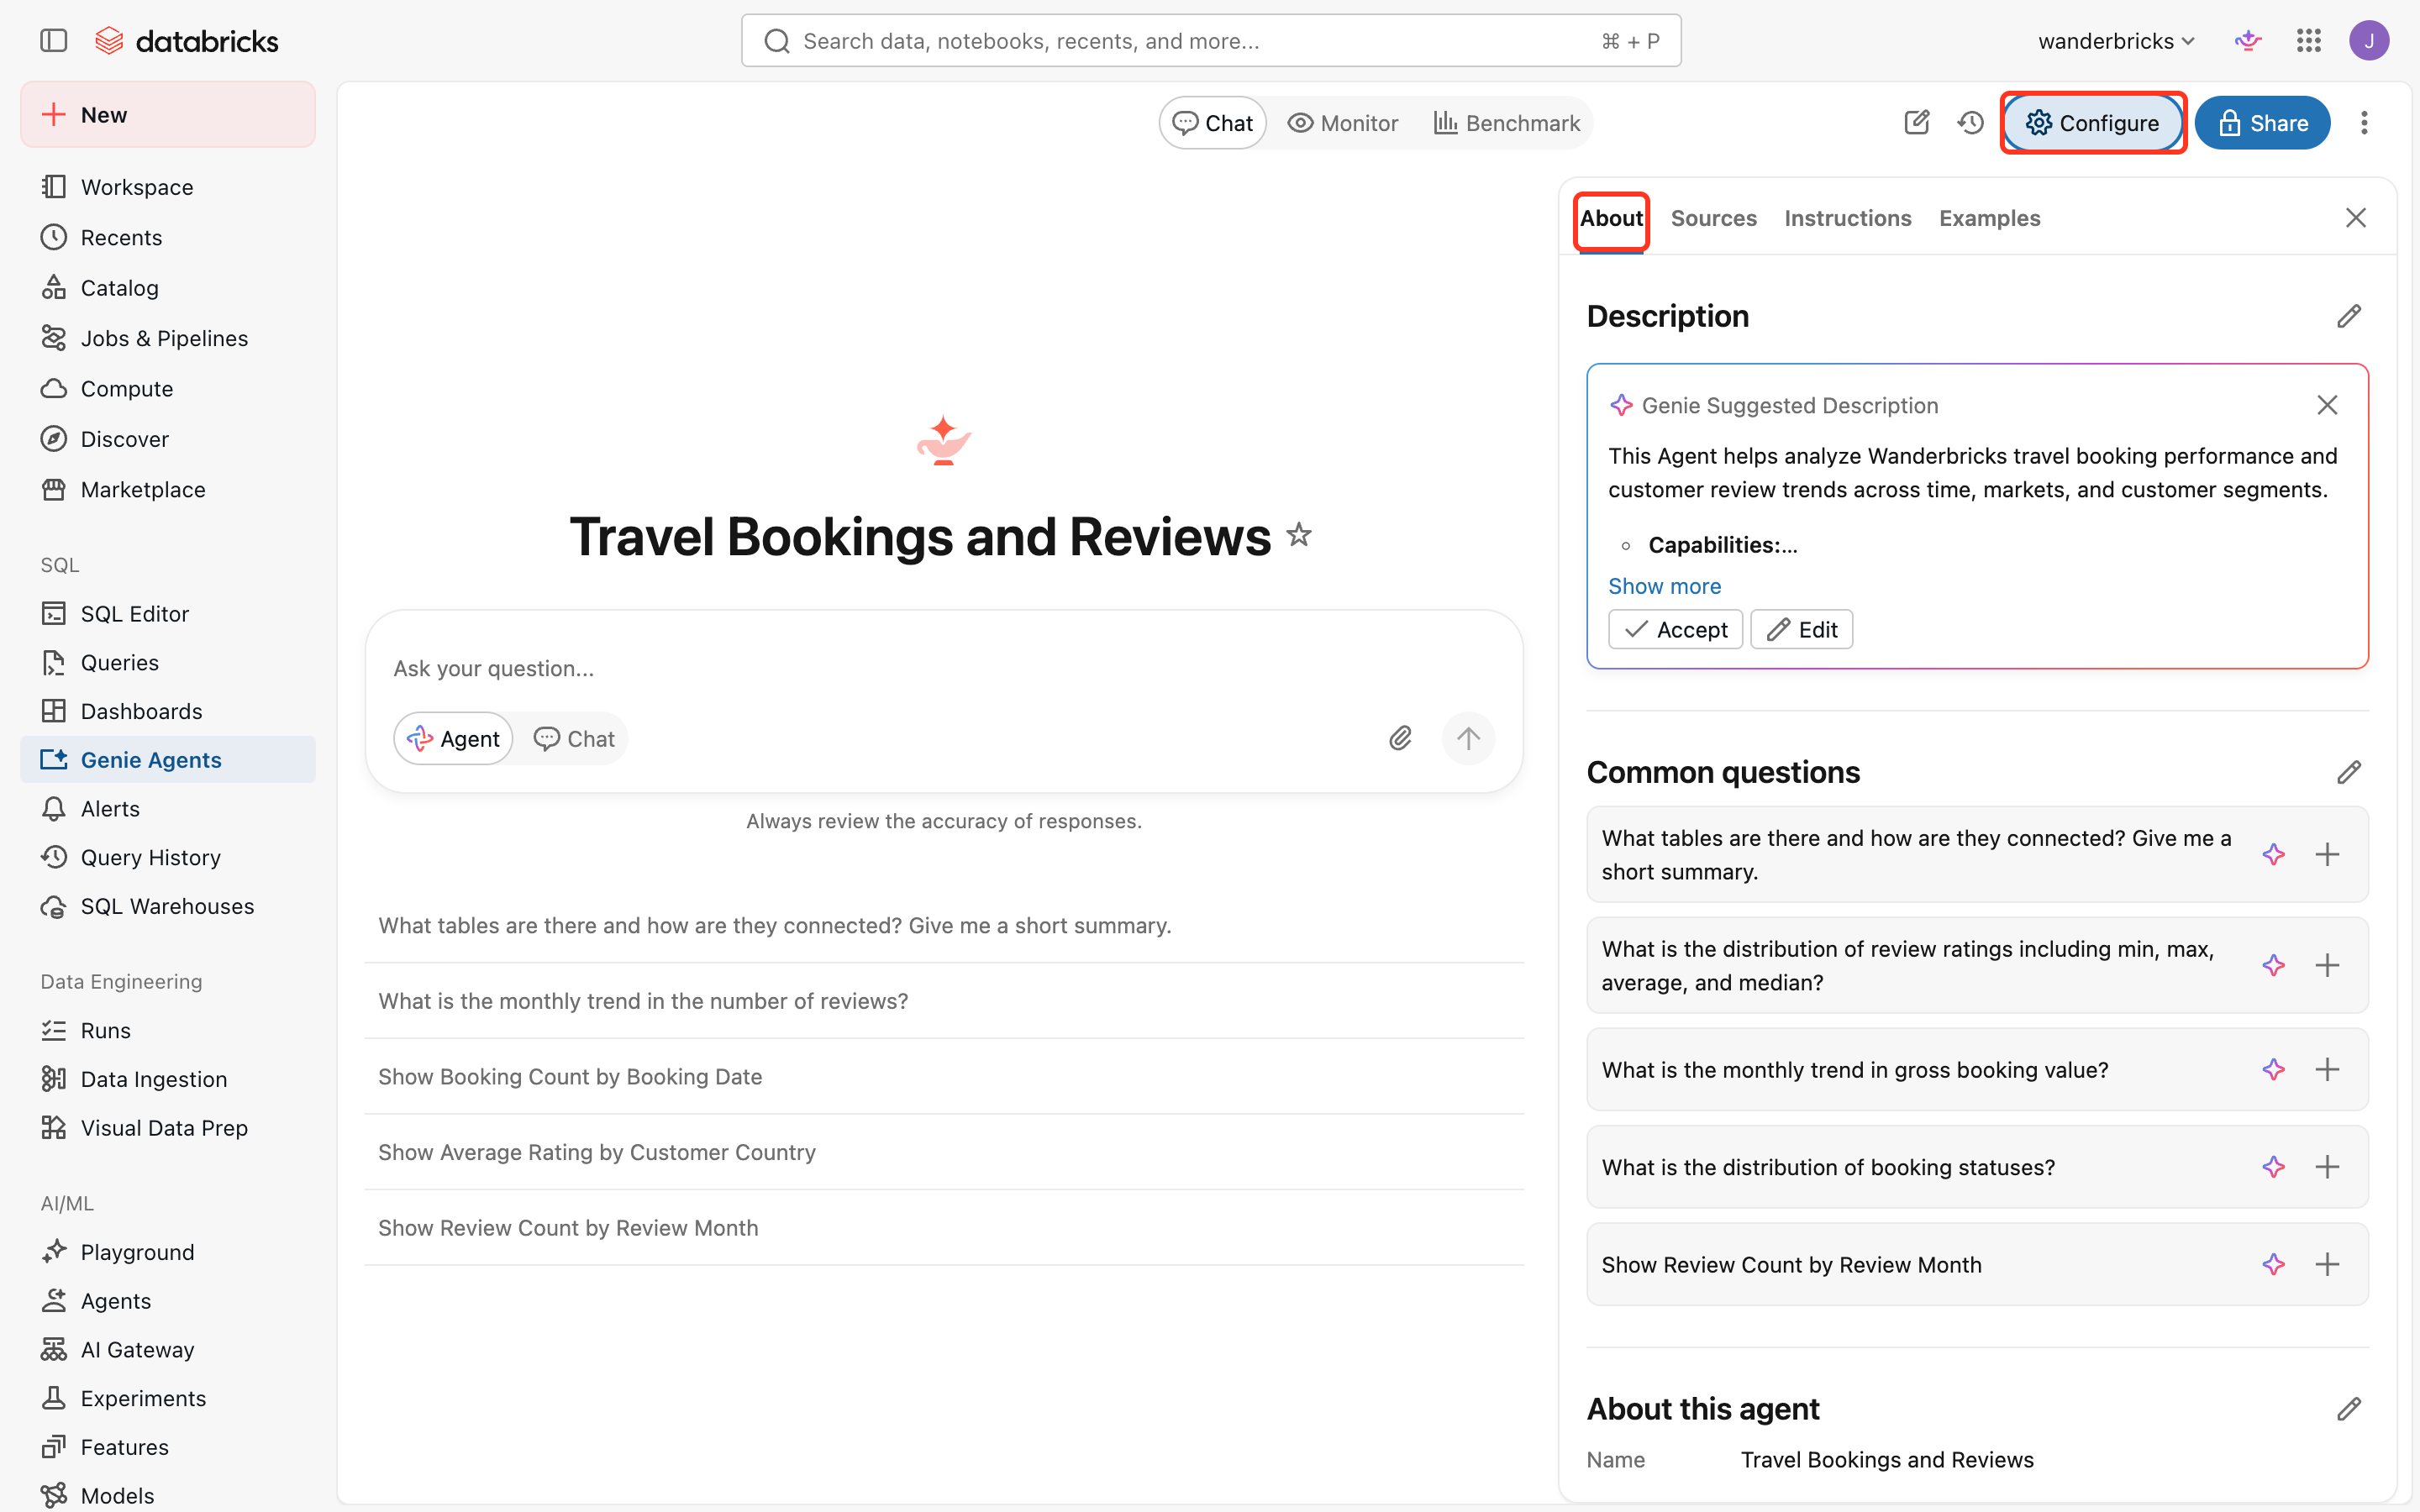 databricks
Search data, notebooks, recents, and more...
⌘ + P
wanderbricks
J
New
Workspace
Recents
Catalog
Jobs & Pipelines
Compute
Discover
Marketplace
SQL
SQL Editor
Queries
Dashboards
Genie Agents
Alerts
Query History
SQL Warehouses
Data Engineering
Runs
Data Ingestion
Visual Data Prep
AI/ML
Playground
Agents
AI Gateway
Experiments
Features
Models
Chat
Monitor
Benchmark
Configure
Share
Travel Bookings and Reviews
Ask your question...
Agent
Chat
Always review the accuracy of responses.
What tables are there and how are they connected? Give me a short summary.
What is the monthly trend in the number of reviews?
Show Booking Count by Booking Date
Show Average Rating by Customer Country
Show Review Count by Review Month
About
Sources
Instructions
Examples
Description
Genie Suggested Description
This Agent helps analyze Wanderbricks travel booking performance and
customer review trends across time, markets, and customer segments.
Capabilities:...
Show more
Accept
Edit
Common questions
What tables are there and how are they connected? Give me a
short summary.
What is the distribution of review ratings including min, max,
average, and median?
What is the monthly trend in gross booking value?
What is the distribution of booking statuses?
Show Review Count by Review Month
About this agent
Name
Travel Bookings and Reviews